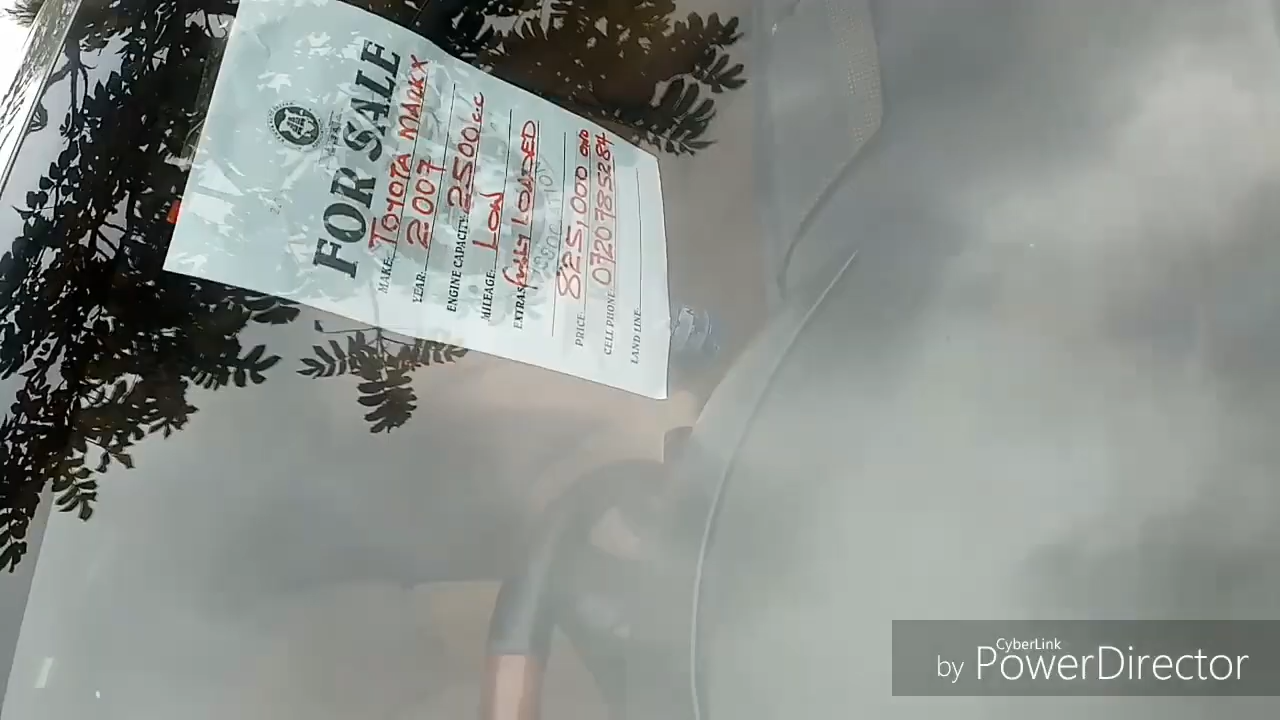 FOR SALE
MAKE: TOYOTA MARKX
YEAR: 2007
ENGINE CAPACITY: 2500cc
MILEAGE: LOW
EXTRAS: fully LOADED
PRICE: 825,000 ONO
CELL PHONE: 0720785284
LAND LINE:
by CyberLink PowerDirector